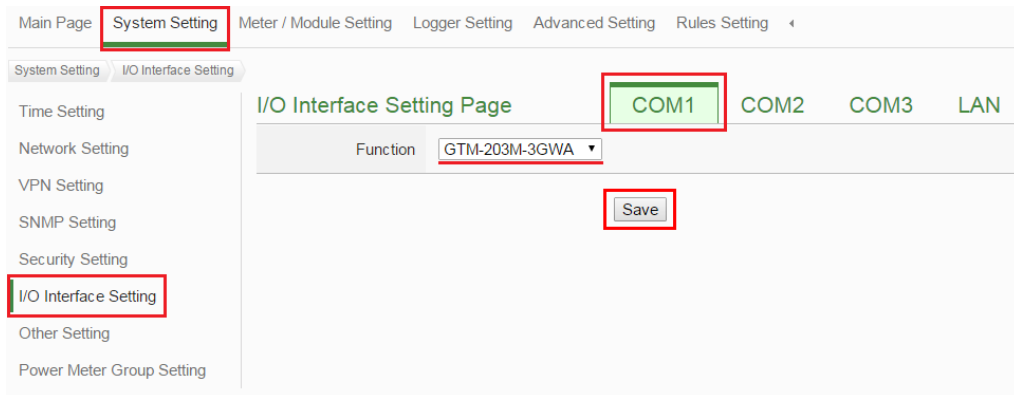 Main Page System Setting Meter / Module Setting Logger Setting Advanced Setting Rules Setting
System Setting I/O Interface Setting
Time Setting
Network Setting
VPN Setting
SNMP Setting
Security Setting
I/O Interface Setting
Other Setting
Power Meter Group Setting
I/O Interface Setting Page COM1 COM2 COM3 LAN
Function GTM-203M-3GWA
Save